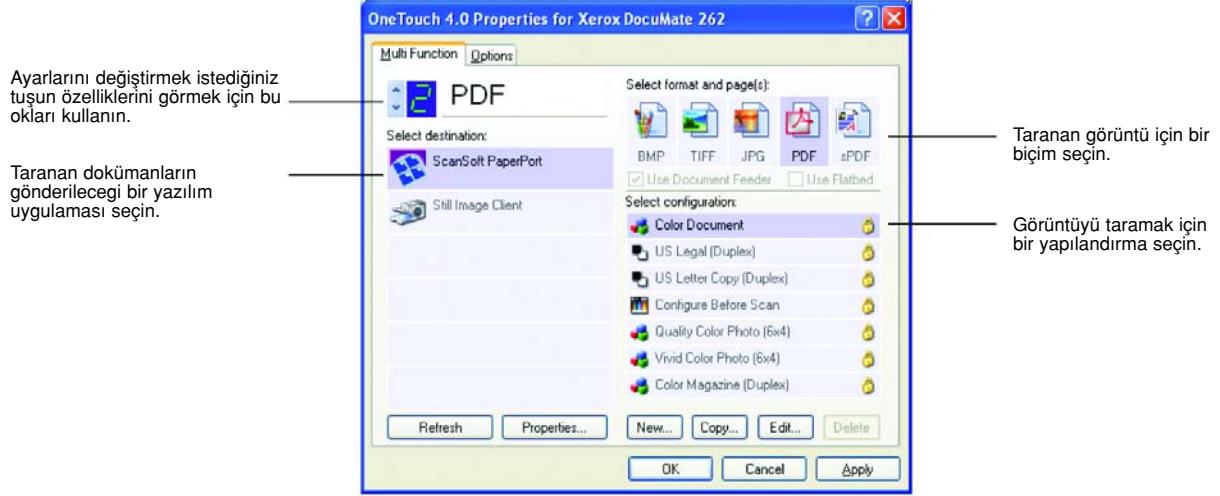 OneTouch 4.0 Properties for Xerox DocuMate 262
Multi Function
Options
Ayarlarını değiştirmek istediğiniz
tuşun özelliklerini görmek için bu
okları kullanın.
2
PDF
Select destination:
Taranan dokümanların
gönderilecegi bir yazılım
uygulaması seçin.
ScanSoft PaperPort
Still Image Client
Refresh
Properties...
Select format and page(s):
BMP
TIFF
JPG
PDF
sPDF
Taranan görüntü için bir
biçim seçin.
Use Document Feeder
Use Flatbed
Select configuration:
Color Document
Görüntüyü taramak için
bir yapılandırma seçin.
US Legal (Duplex)
US Letter Copy (Duplex)
Configure Before Scan
Quality Color Photo (6x4)
Vivid Color Photo (6x4)
Color Magazine (Duplex)
New...
Copy...
Edit...
Delete
OK
Cancel
Apply